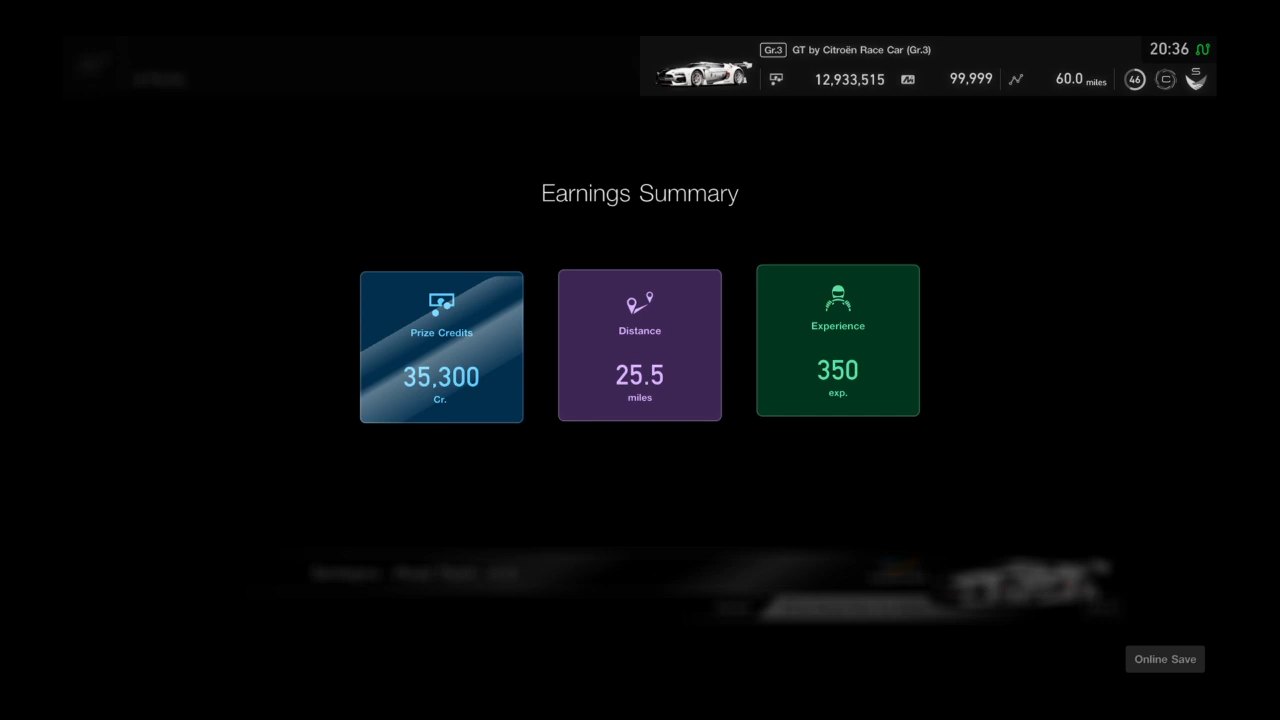 Gr.3 GT by Citroën Race Car (Gr.3) 20:36
12,933,515 99,999 60.0 miles 46 C S
Earnings Summary
Prize Credits
35,300
Cr.
Distance
25.5
miles
Experience
350
exp.
Online Save